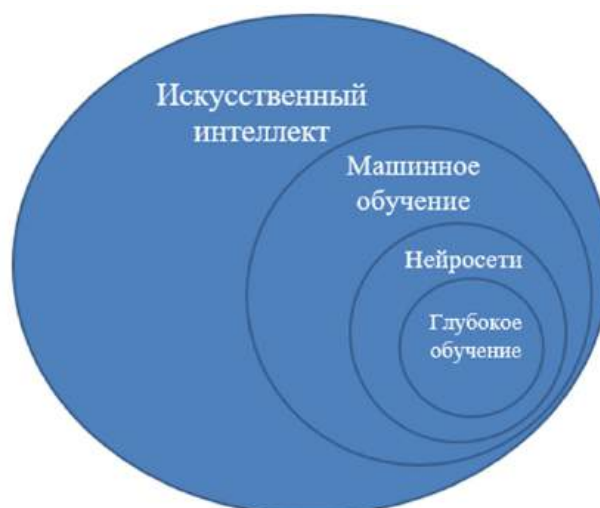 Искусственный
интеллект
Машинное
обучение
Нейросети
Глубокое
обучение